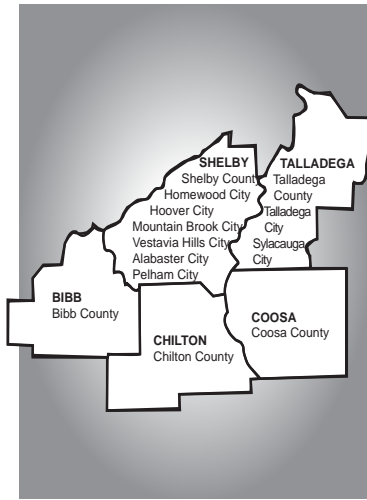 SHELBY
Shelby County
Homewood City
Hoover City
Mountain Brook City
Vestavia Hills City
Alabaster City
Pelham City
TALLADEGA
Talladega
County
Talladega
City
Sylacauga
City
BIBB
Bibb County
CHILTON
Chilton County
COOSA
Coosa County